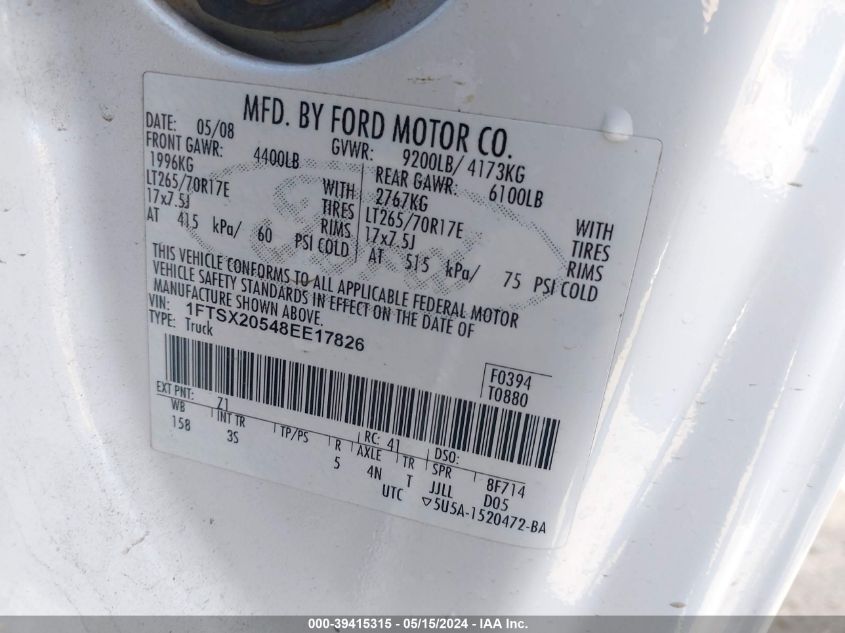 MFD. BY FORD MOTOR CO.
DATE: 05/08 GVWR: 9200LB/ 4173KG
FRONT GAWR: 4400LB REAR GAWR: 6100LB
1996KG 2767KG
LT265/70R17E WITH TIRES LT265/70R17E WITH TIRES
17x7.5J RIMS 17x7.5J RIMS
AT 415 kPa/ 60 PSI COLD AT 515 kPa/ 75 PSI COLD
THIS VEHICLE CONFORMS TO ALL APPLICABLE FEDERAL MOTOR
VEHICLE SAFETY STANDARDS IN EFFECT ON THE DATE OF
MANUFACTURE SHOWN ABOVE.
VIN: 1FTSX20548EE17826
TYPE: Truck
F0394
T0880
EXT PNT: Z1 RC: 41 DSO:
WB INT TR TP/PS R AXLE TR SPR
158 3S 5 4N T JJLL 8F714
D05
UTC ▽5U5A-1520472-BA
000-39415315 - 05/15/2024 - IAA Inc.